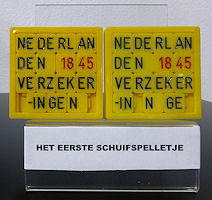 NEDERLAN
DEN 1845
VERZEKER
-INGEN
NEDERLAN
DEN 1845
VERZEKER
-IN N GE
HET EERSTE SCHUIFSPELLETJE